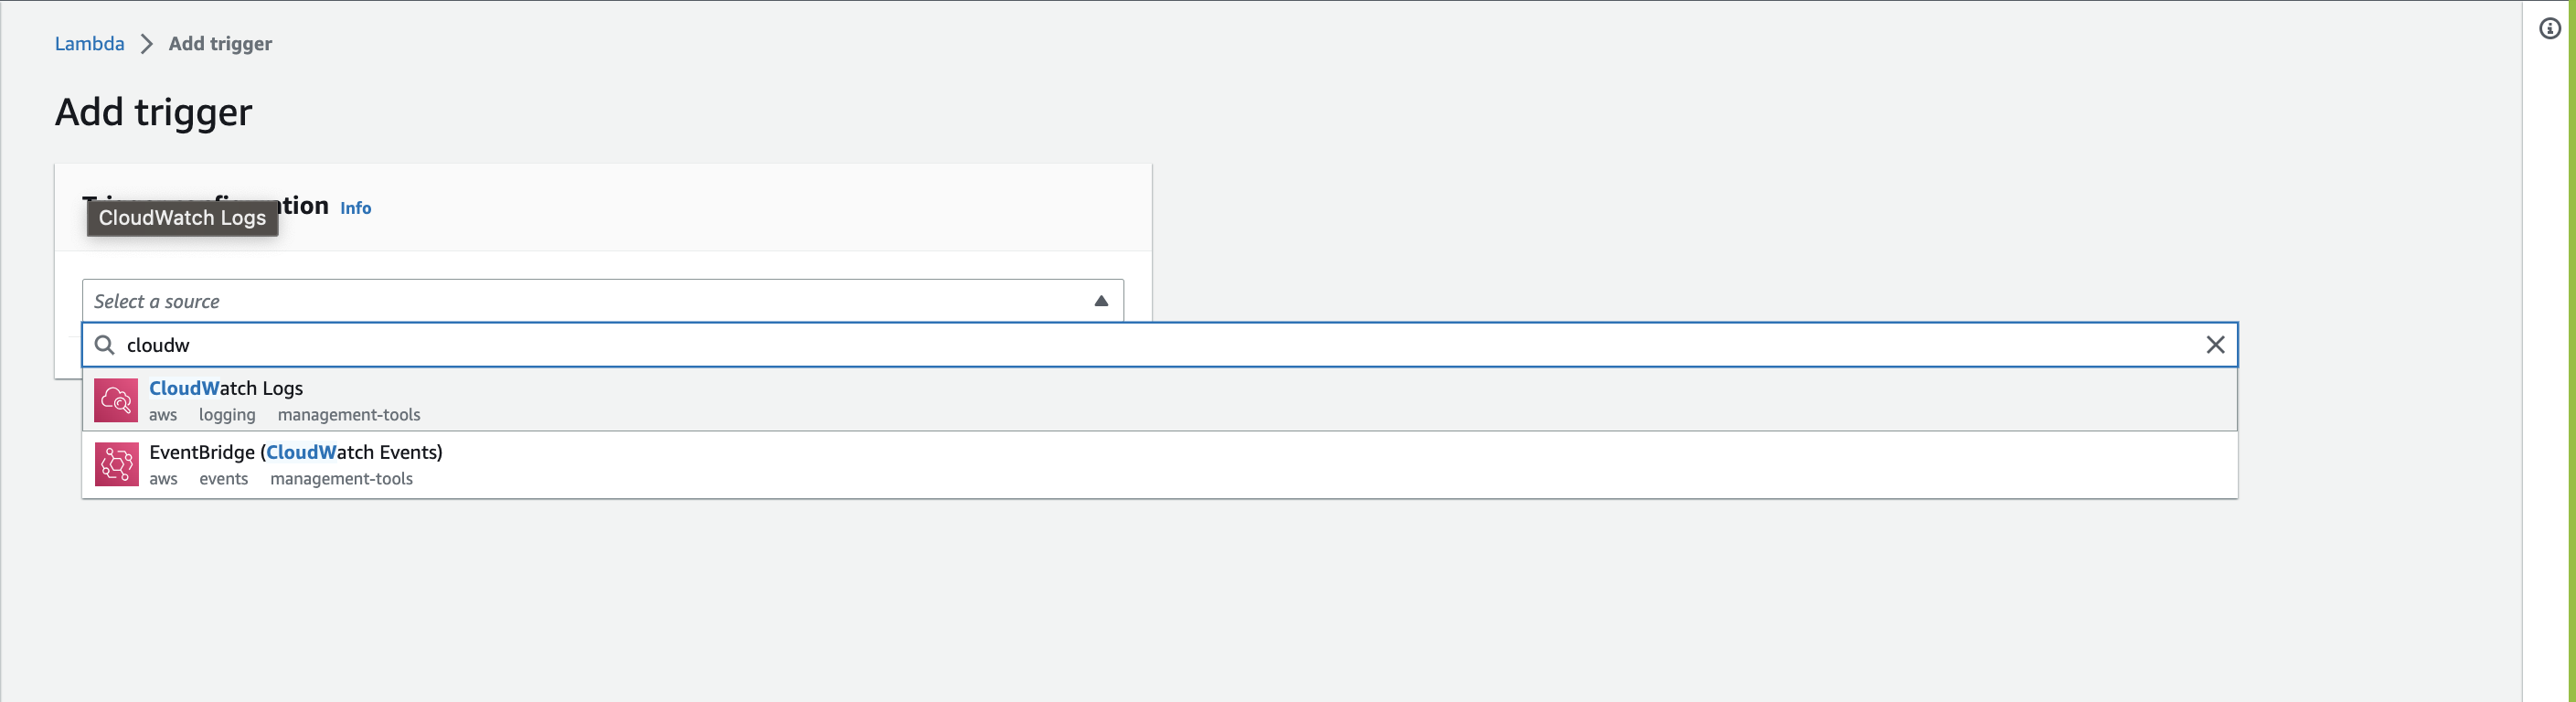 Lambda > Add trigger
Add trigger
tion Info
CloudWatch Logs
Select a source
cloudw
CloudWatch Logs
aws logging management-tools
EventBridge (CloudWatch Events)
aws events management-tools